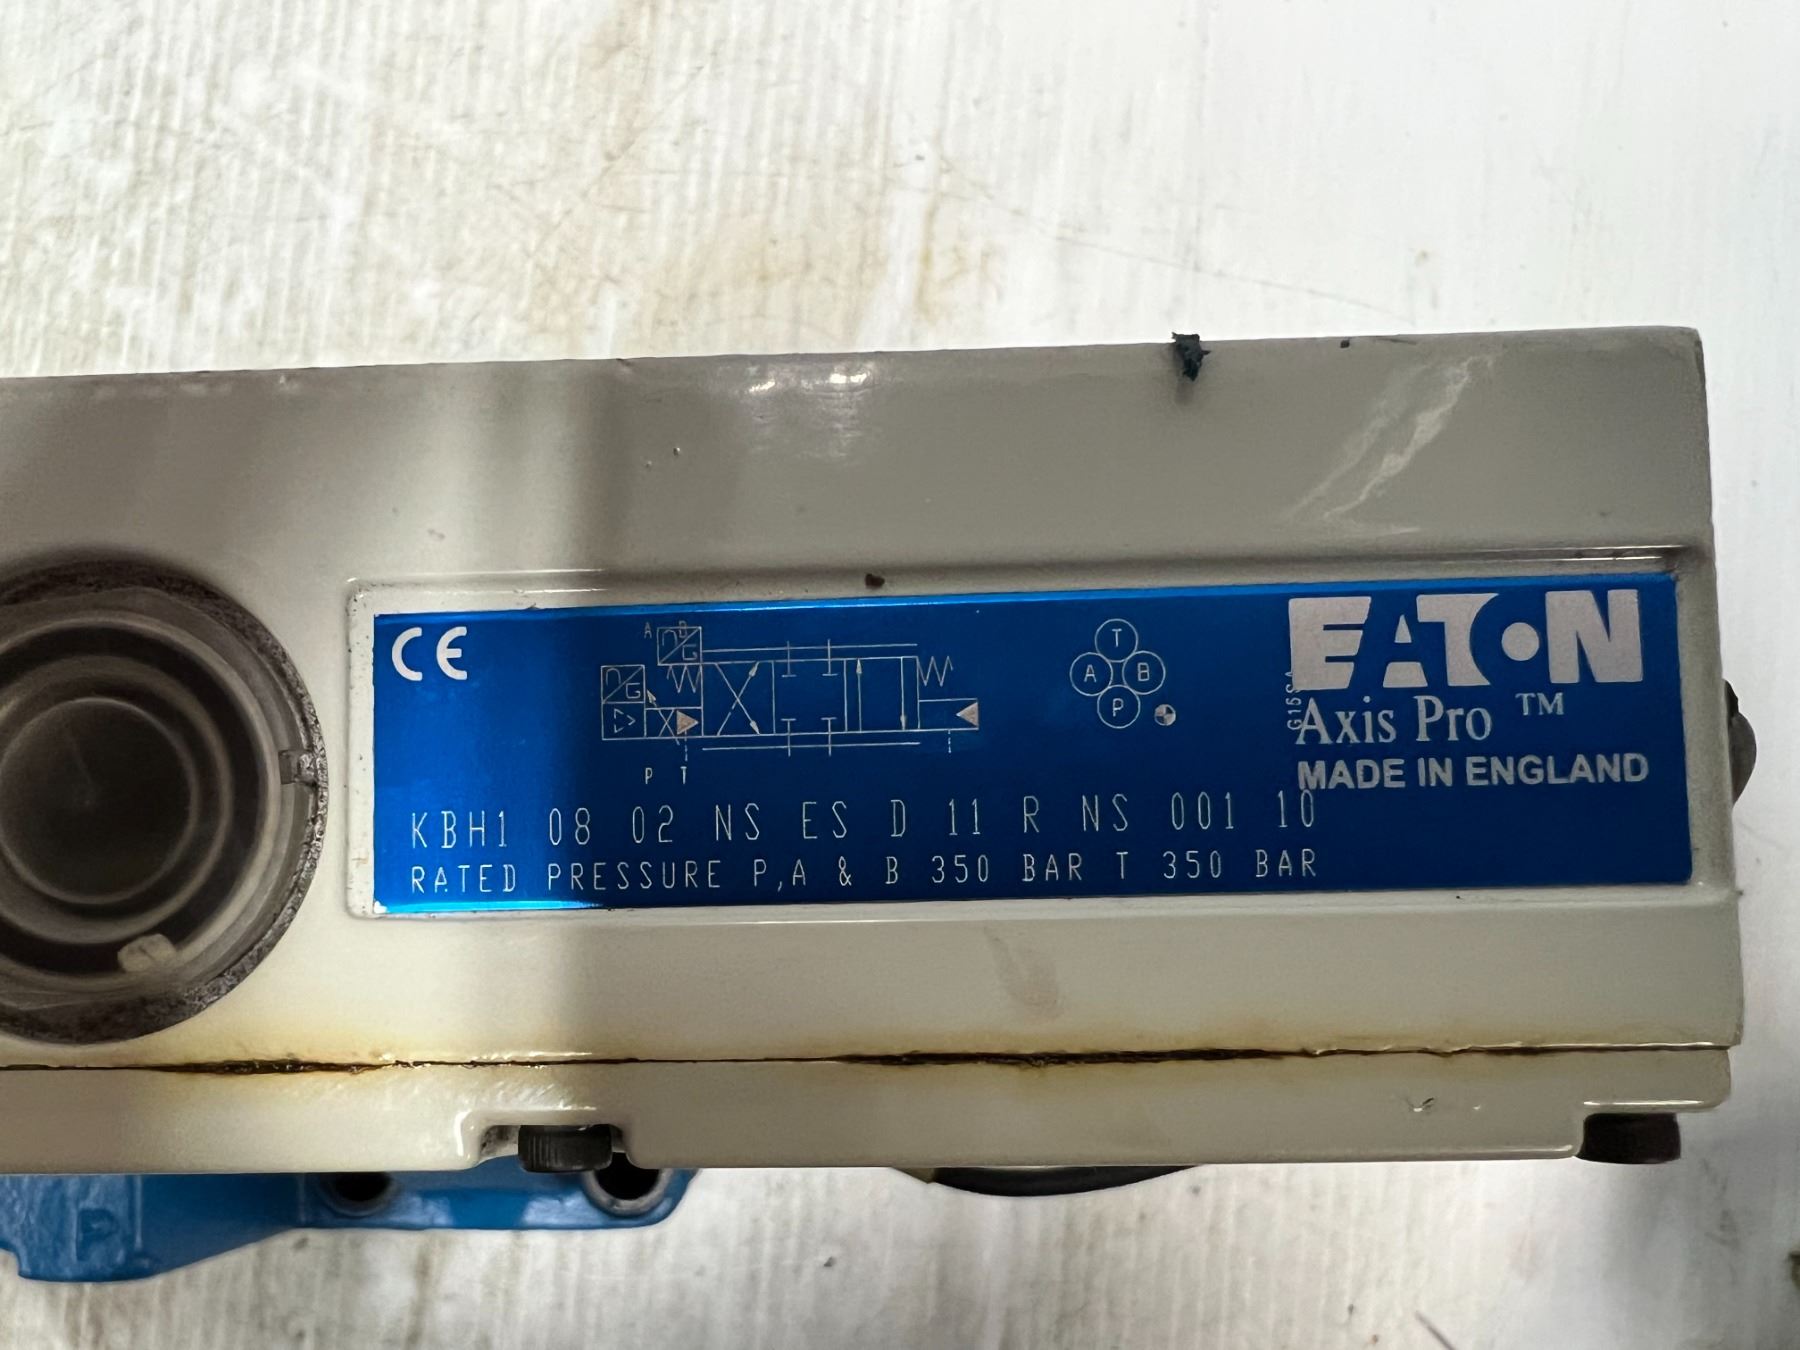 CE
A B
T
A B
P
P T
EATON
Axis Pro ™
MADE IN ENGLAND
KBH1 08 02 NS ES D 11 R NS 001 10
RATED PRESSURE P,A & B 350 BAR T 350 BAR
P